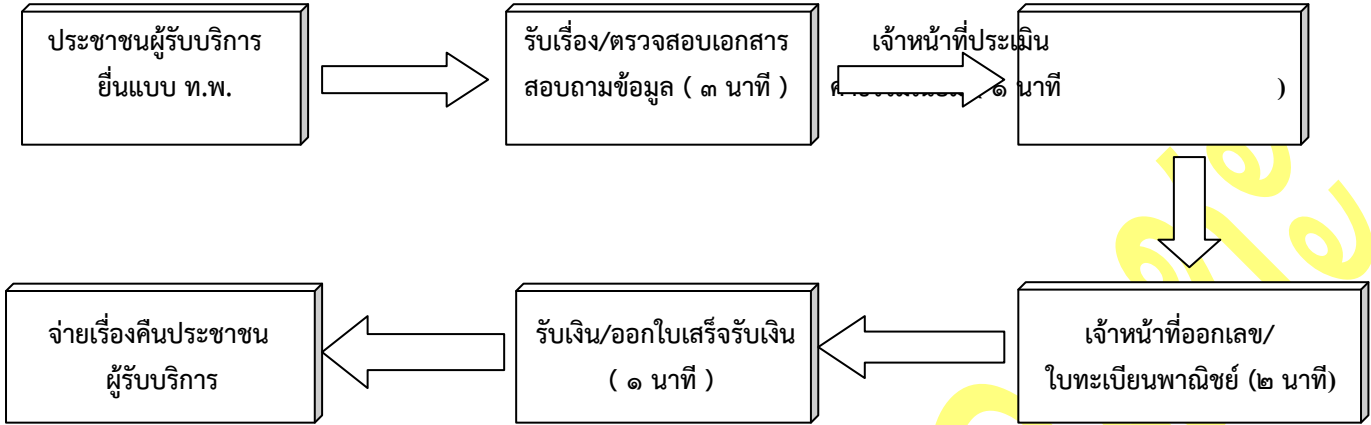 ประชาชนผู้รับบริการ
ยื่นแบบ ท.พ.
รับเรื่อง/ตรวจสอบเอกสาร
สอบถามข้อมูล ( ๓ นาที )
เจ้าหน้าที่ประเมิน
๑ นาที )
เจ้าหน้าที่ออกเลข/
ใบทะเบียนพาณิชย์ (๒ นาที)
รับเงิน/ออกใบเสร็จรับเงิน
( ๑ นาที )
จ่ายเรื่องคืนประชาชน
ผู้รับบริการ